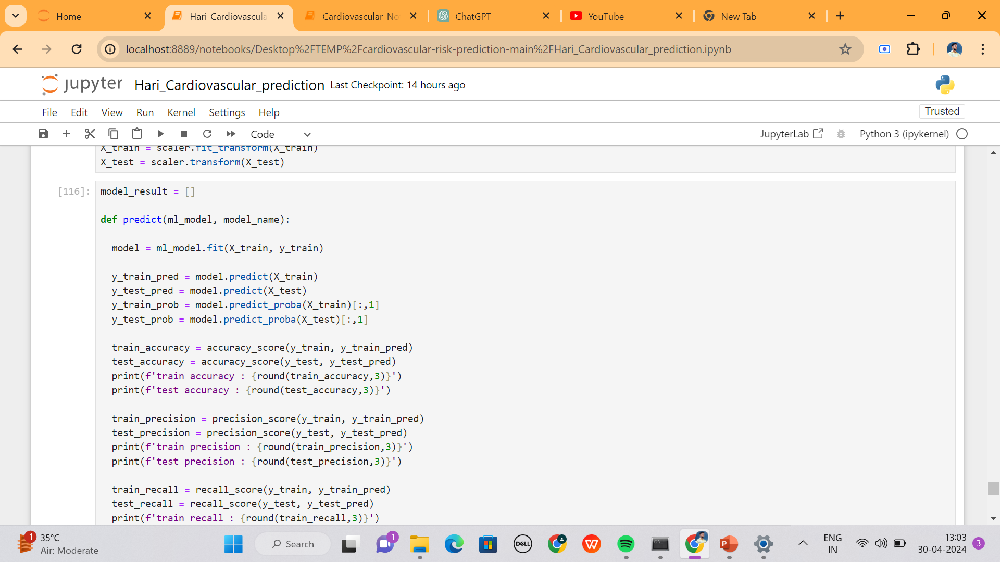 Home
Hari_Cardiovascula
Cardiovascular_No
ChatGPT
YouTube
New Tab
localhost:8889/notebooks/Desktop%2FTEMP%2Fcardiovascular-risk-prediction-main%2FHari_Cardiovascular_prediction.ipynb
jupyter Hari_Cardiovascular_prediction Last Checkpoint: 14 hours ago
File Edit View Run Kernel Settings Help
Trusted
Code
JupyterLab
Python 3 (ipykernel)
X_train = scaler.fit_transform(X_train)
X_test = scaler.transform(X_test)
[116]:
model_result = []
def predict(ml_model, model_name):
model = ml_model.fit(X_train, y_train)
y_train_pred = model.predict(X_train)
y_test_pred = model.predict(X_test)
y_train_prob = model.predict_proba(X_train)[:,1]
y_test_prob = model.predict_proba(X_test)[:,1]
train_accuracy = accuracy_score(y_train, y_train_pred)
test_accuracy = accuracy_score(y_test, y_test_pred)
print(f'train accuracy : {round(train_accuracy,3)}')
print(f'test accuracy : {round(test_accuracy,3)}')
train_precision = precision_score(y_train, y_train_pred)
test_precision = precision_score(y_test, y_test_pred)
print(f'train precision : {round(train_precision,3)}')
print(f'test precision : {round(test_precision,3)}')
train_recall = recall_score(y_train, y_train_pred)
test_recall = recall_score(y_test, y_test_pred)
print(f'train recall : {round(train_recall,3)}')
1
35°C
Air: Moderate
Search
1
DELL
W
C:\
P
ENG
IN
13:03
30-04-2024
3